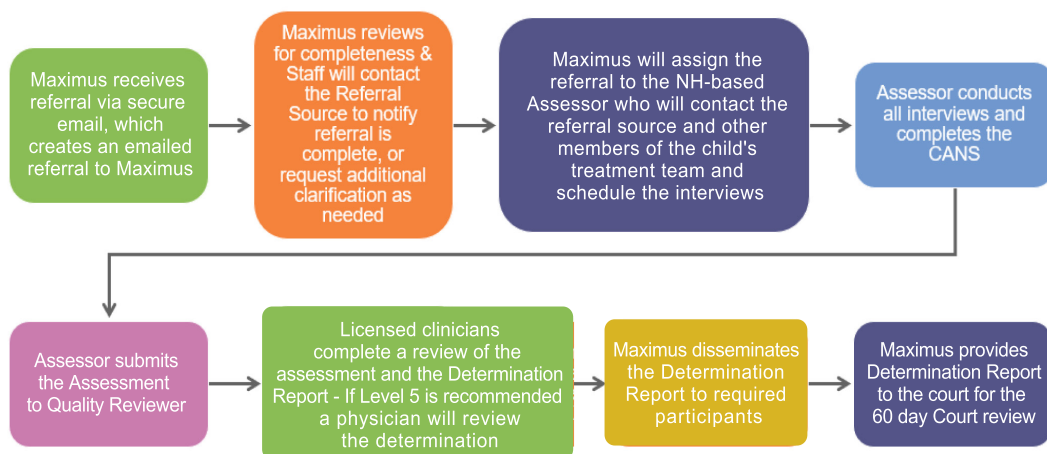 Maximus receives
referral via secure
email, which
creates an emailed
referral to Maximus
Maximus reviews
for completeness &
Staff will contact
the Referral
Source to notify
referral is
complete, or
request additional
clarification as
needed
Maximus will assign the
referral to the NH-based
Assessor who will contact the
referral source and other
members of the child's
treatment team and
schedule the interviews
Assessor conducts
all interviews and
completes the
CANS
Assessor submits
the Assessment
to Quality Reviewer
Licensed clinicians
complete a review of the
assessment and the Determination
Report - If Level 5 is recommended
a physician will review
the determination
Maximus disseminates
the Determination
Report to required
participants
Maximus provides
Determination Report
to the court for the
60 day Court review